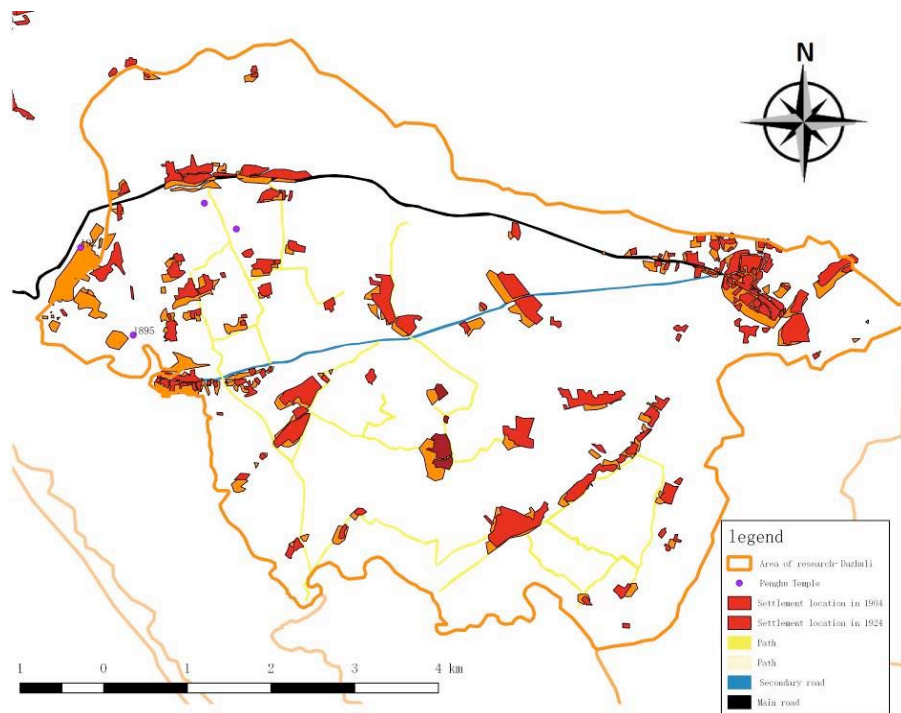 N
1895
legend
Area of research-Dazhuli
Penghu Temple
Settlement location in 1904
Settlement location in 1924
Path
Path
Secondary road
Main road
1 0 1 2 3 4 km